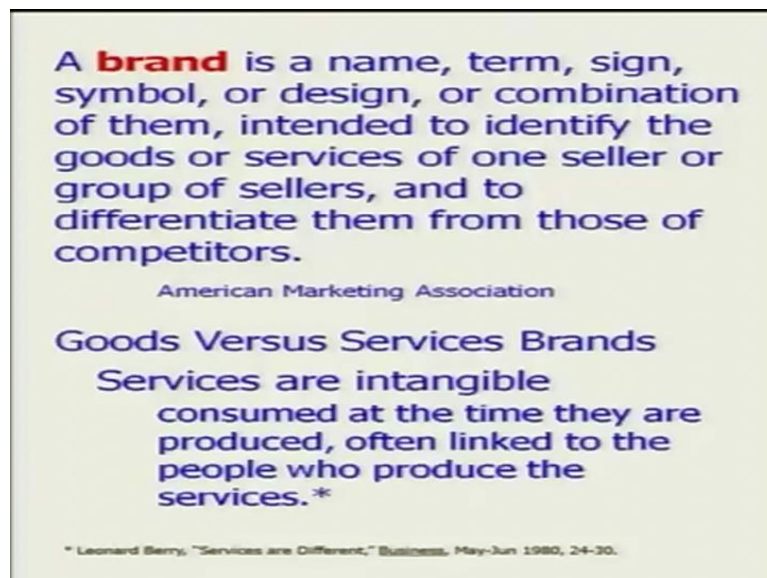 A brand is a name, term, sign,
symbol, or design, or combination
of them, intended to identify the
goods or services of one seller or
group of sellers, and to
differentiate them from those of
competitors.
American Marketing Association
Goods Versus Services Brands
Services are intangible
consumed at the time they are
produced, often linked to the
people who produce the
services.*
* Leonard Berry, "Services are Different," Business, May-Jun 1980, 24-30.